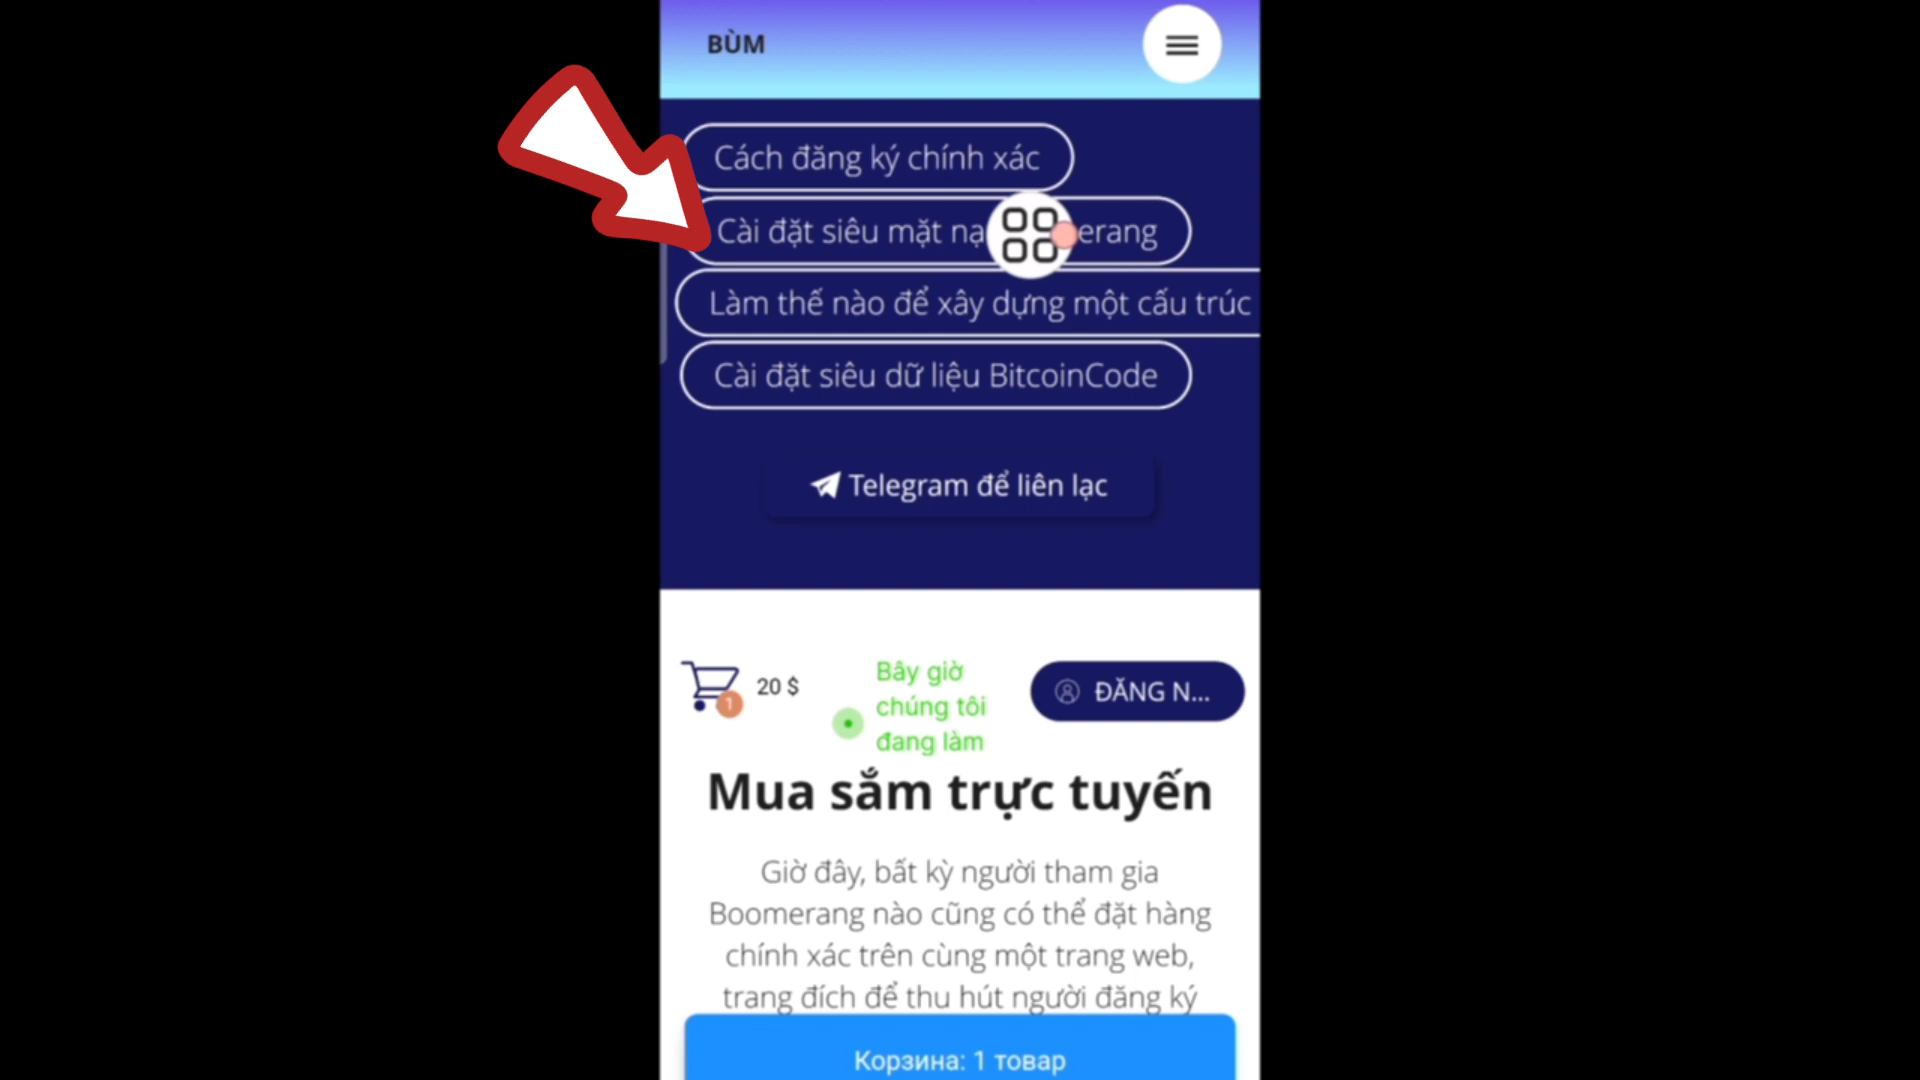 BÙM
Cách đăng ký chính xác
Cài đặt siêu mặt nạ erang
Làm thế nào để xây dựng một cấu trúc
Cài đặt siêu dữ liệu BitcoinCode
Telegram để liên lạc
1
20 $
Bây giờ
chúng tôi
đang làm
ĐĂNG N...
Mua sắm trực tuyến
Giờ đây, bất kỳ người tham gia
Boomerang nào cũng có thể đặt hàng
chính xác trên cùng một trang web,
trang đích để thu hút người đăng ký
Корзина: 1 товар